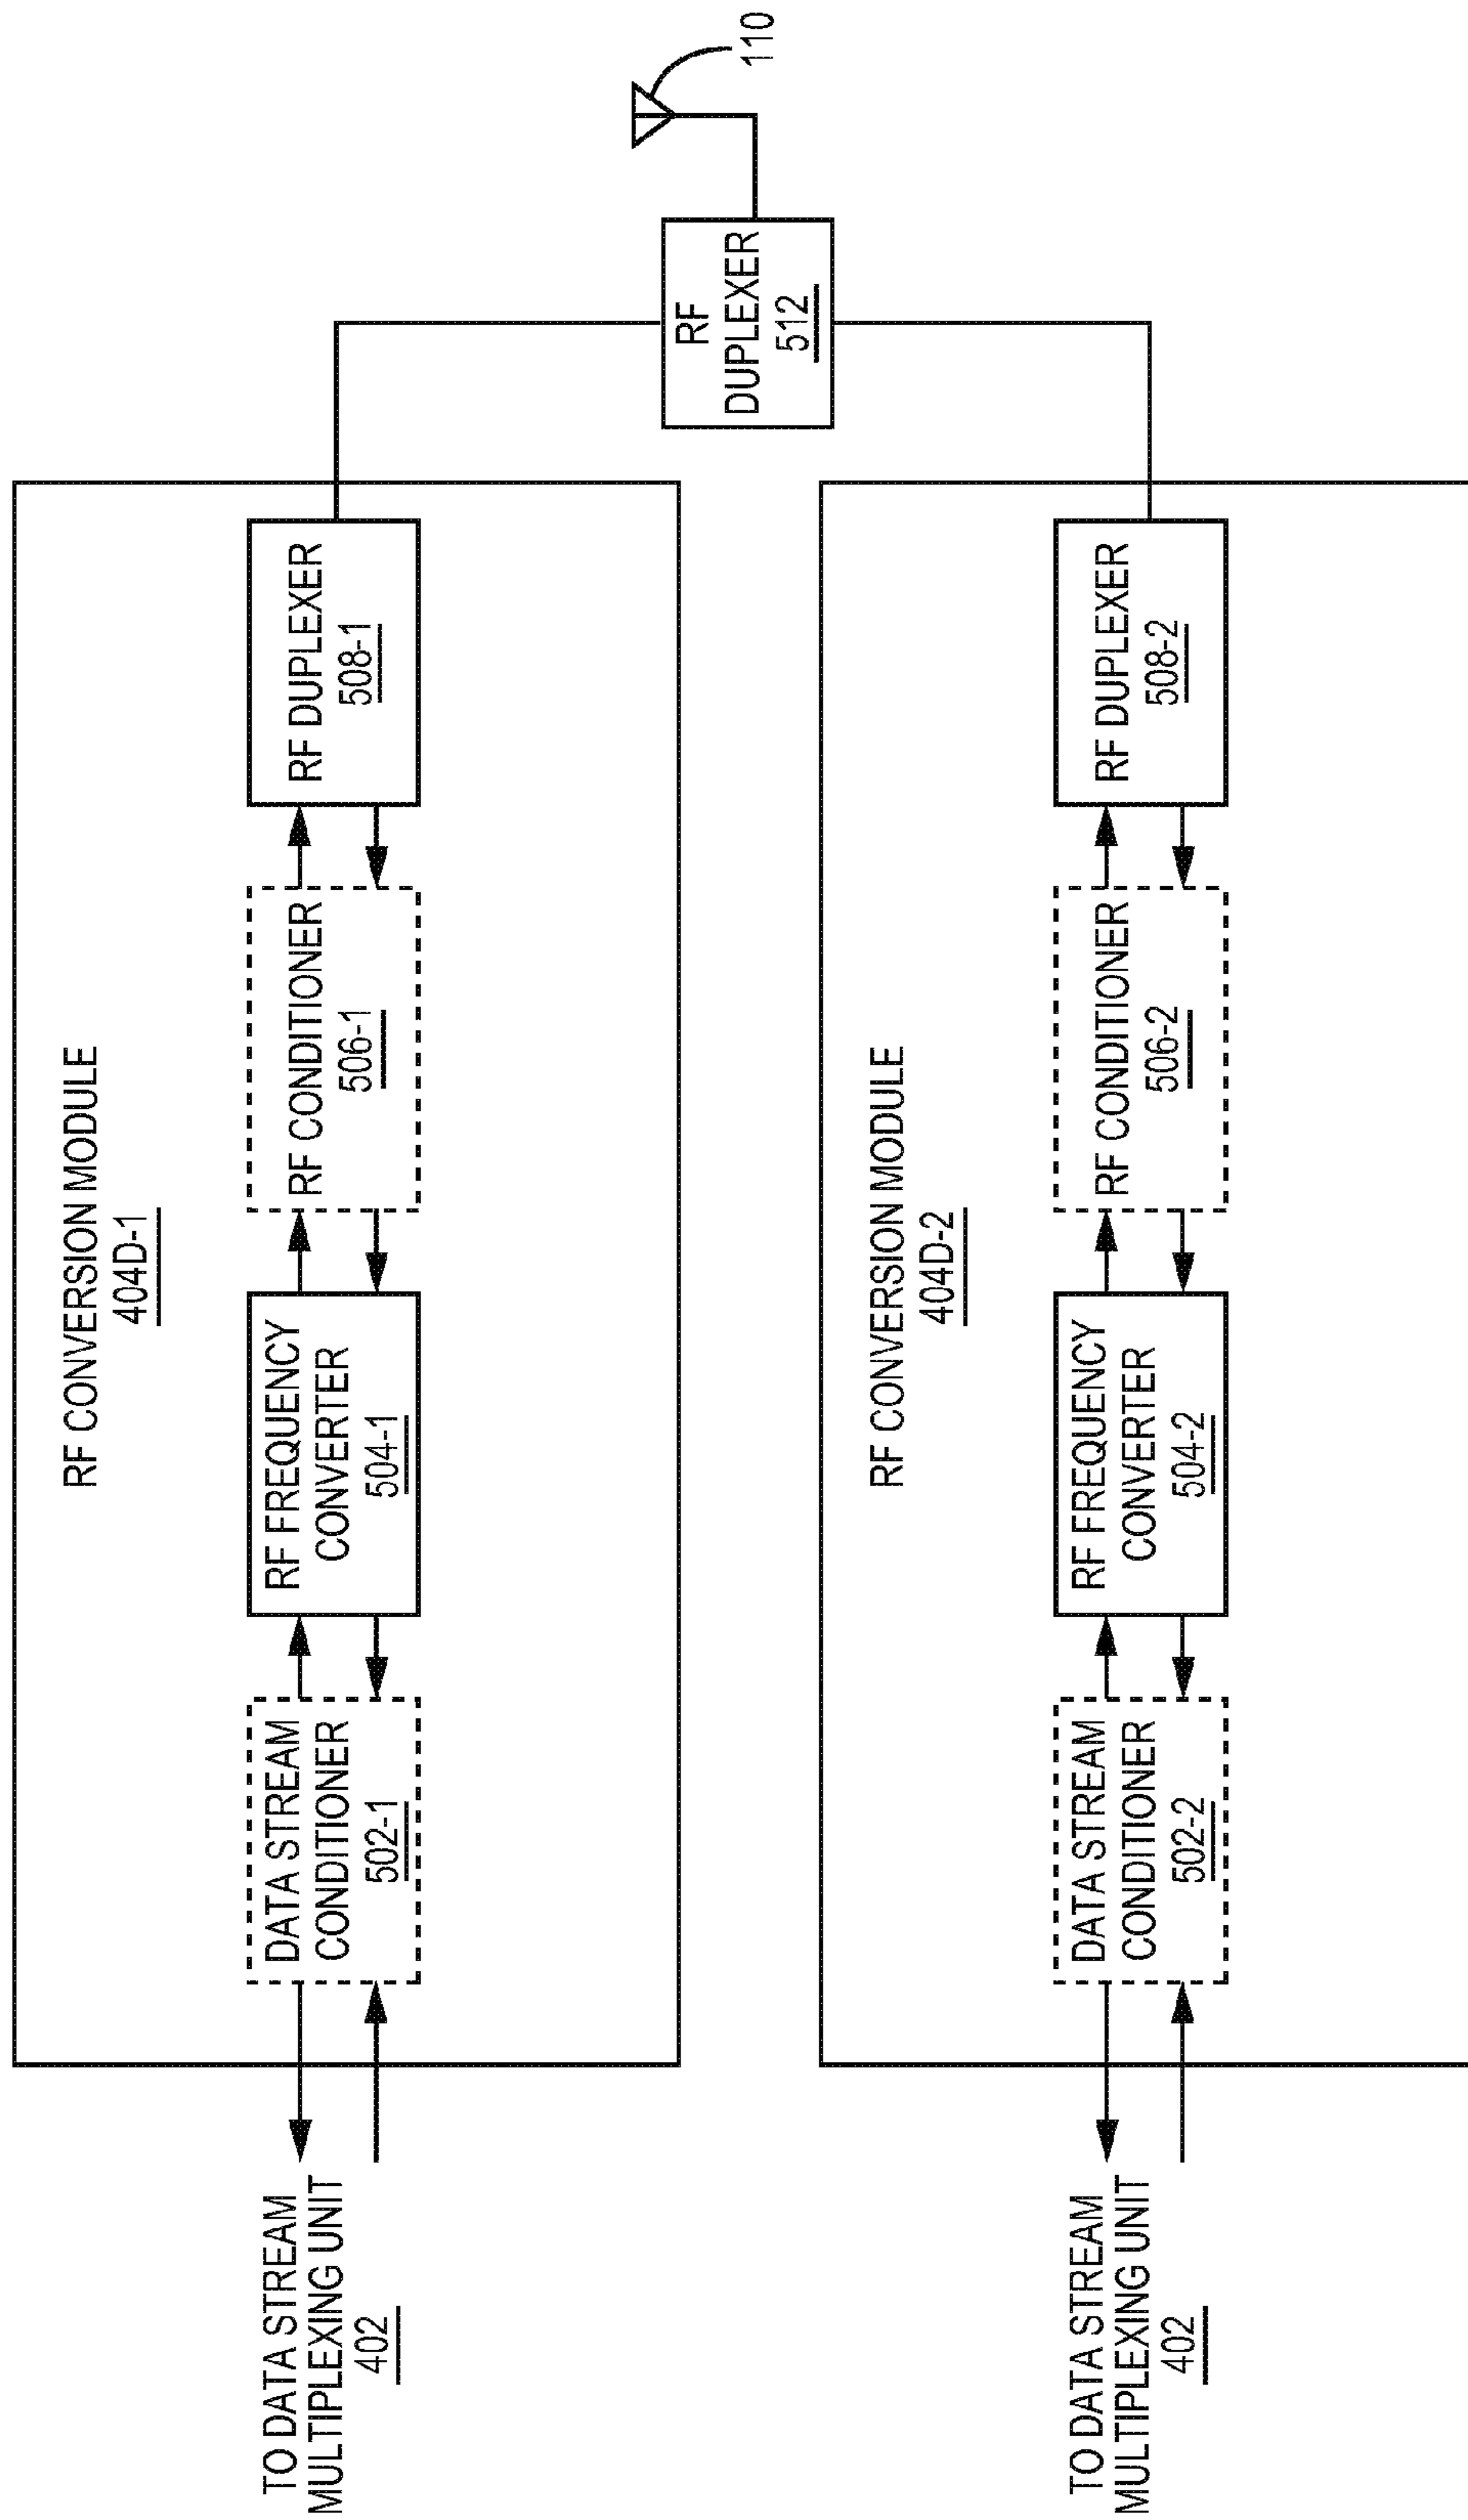 RF CONVERSION MODULE
404D-1
TO DATA STREAM
MULTIPLEXING UNIT
402
DATA STREAM
CONDITIONER
502-1
RF FREQUENCY
CONVERTER
504-1
RF CONDITIONER
506-1
RF DUPLEXER
508-1
RF
DUPLEXER
512
110
RF CONVERSION MODULE
404D-2
TO DATA STREAM
MULTIPLEXING UNIT
402
DATA STREAM
CONDITIONER
502-2
RF FREQUENCY
CONVERTER
504-2
RF CONDITIONER
506-2
RF DUPLEXER
508-2